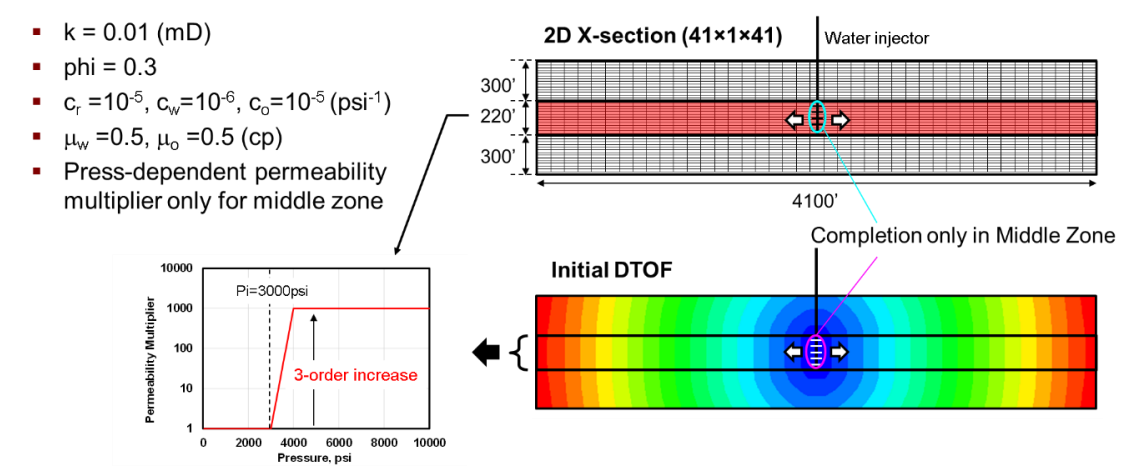 ▪ k = 0.01 (mD)
▪ phi = 0.3
▪ cr =10-5, cw=10-6, co=10-5 (psi-1)
▪ μw =0.5, μo =0.5 (cp)
▪ Press-dependent permeability
multiplier only for middle zone
2D X-section (41×1×41)
Water injector
300'
220'
300'
4100'
Completion only in Middle Zone
Initial DTOF
10000
1000
100
10
1
Permeability Multiplier
Pi=3000psi
3-order increase
0 2000 4000 6000 8000 10000
Pressure, psi